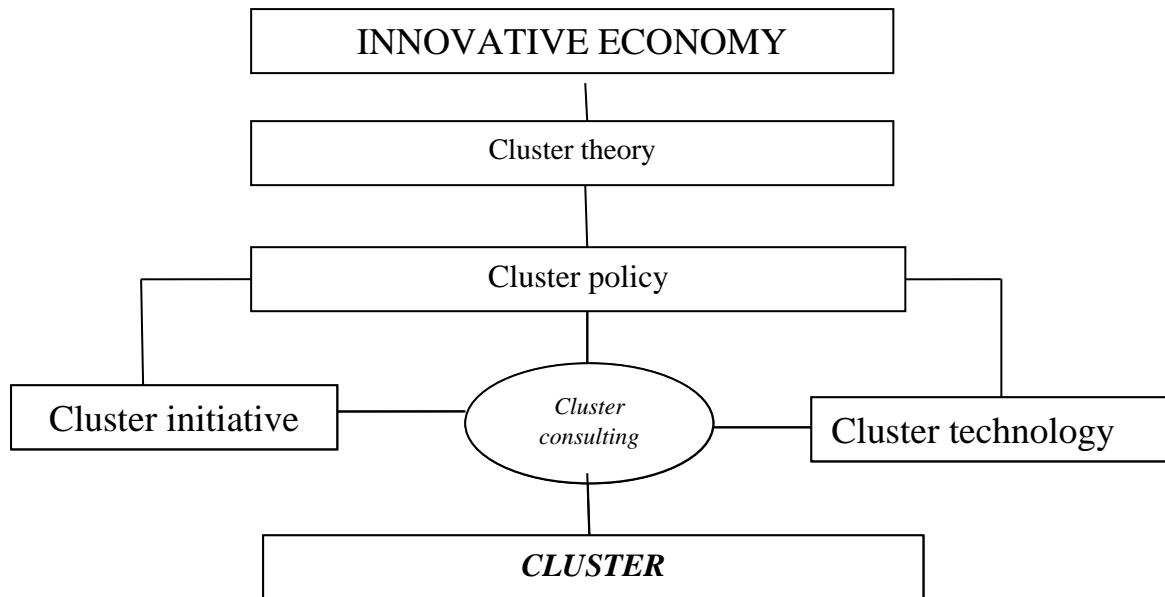 INNOVATIVE ECONOMY
Cluster theory
Cluster policy
Cluster initiative
Cluster
consulting
Cluster technology
CLUSTER